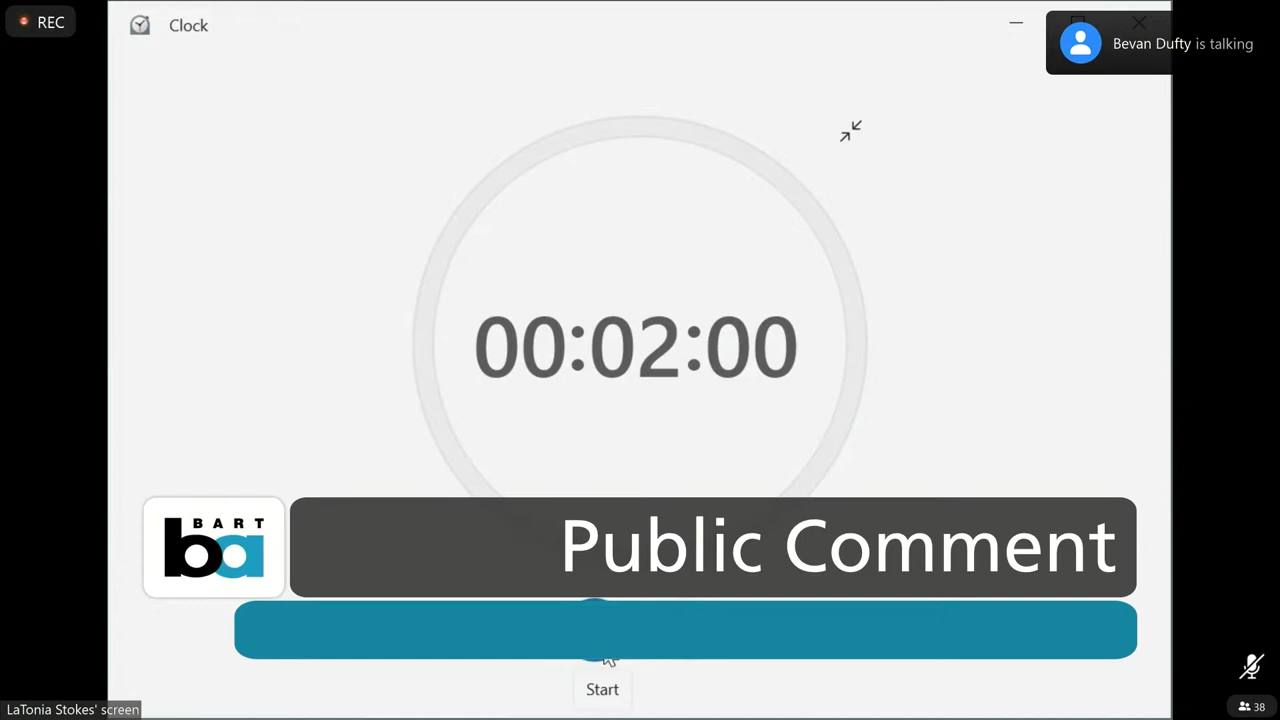 REC
Clock
Bevan Dufty is talking
00:02:00
BART
ba
Public Comment
Start
LaTonia Stokes' screen
38